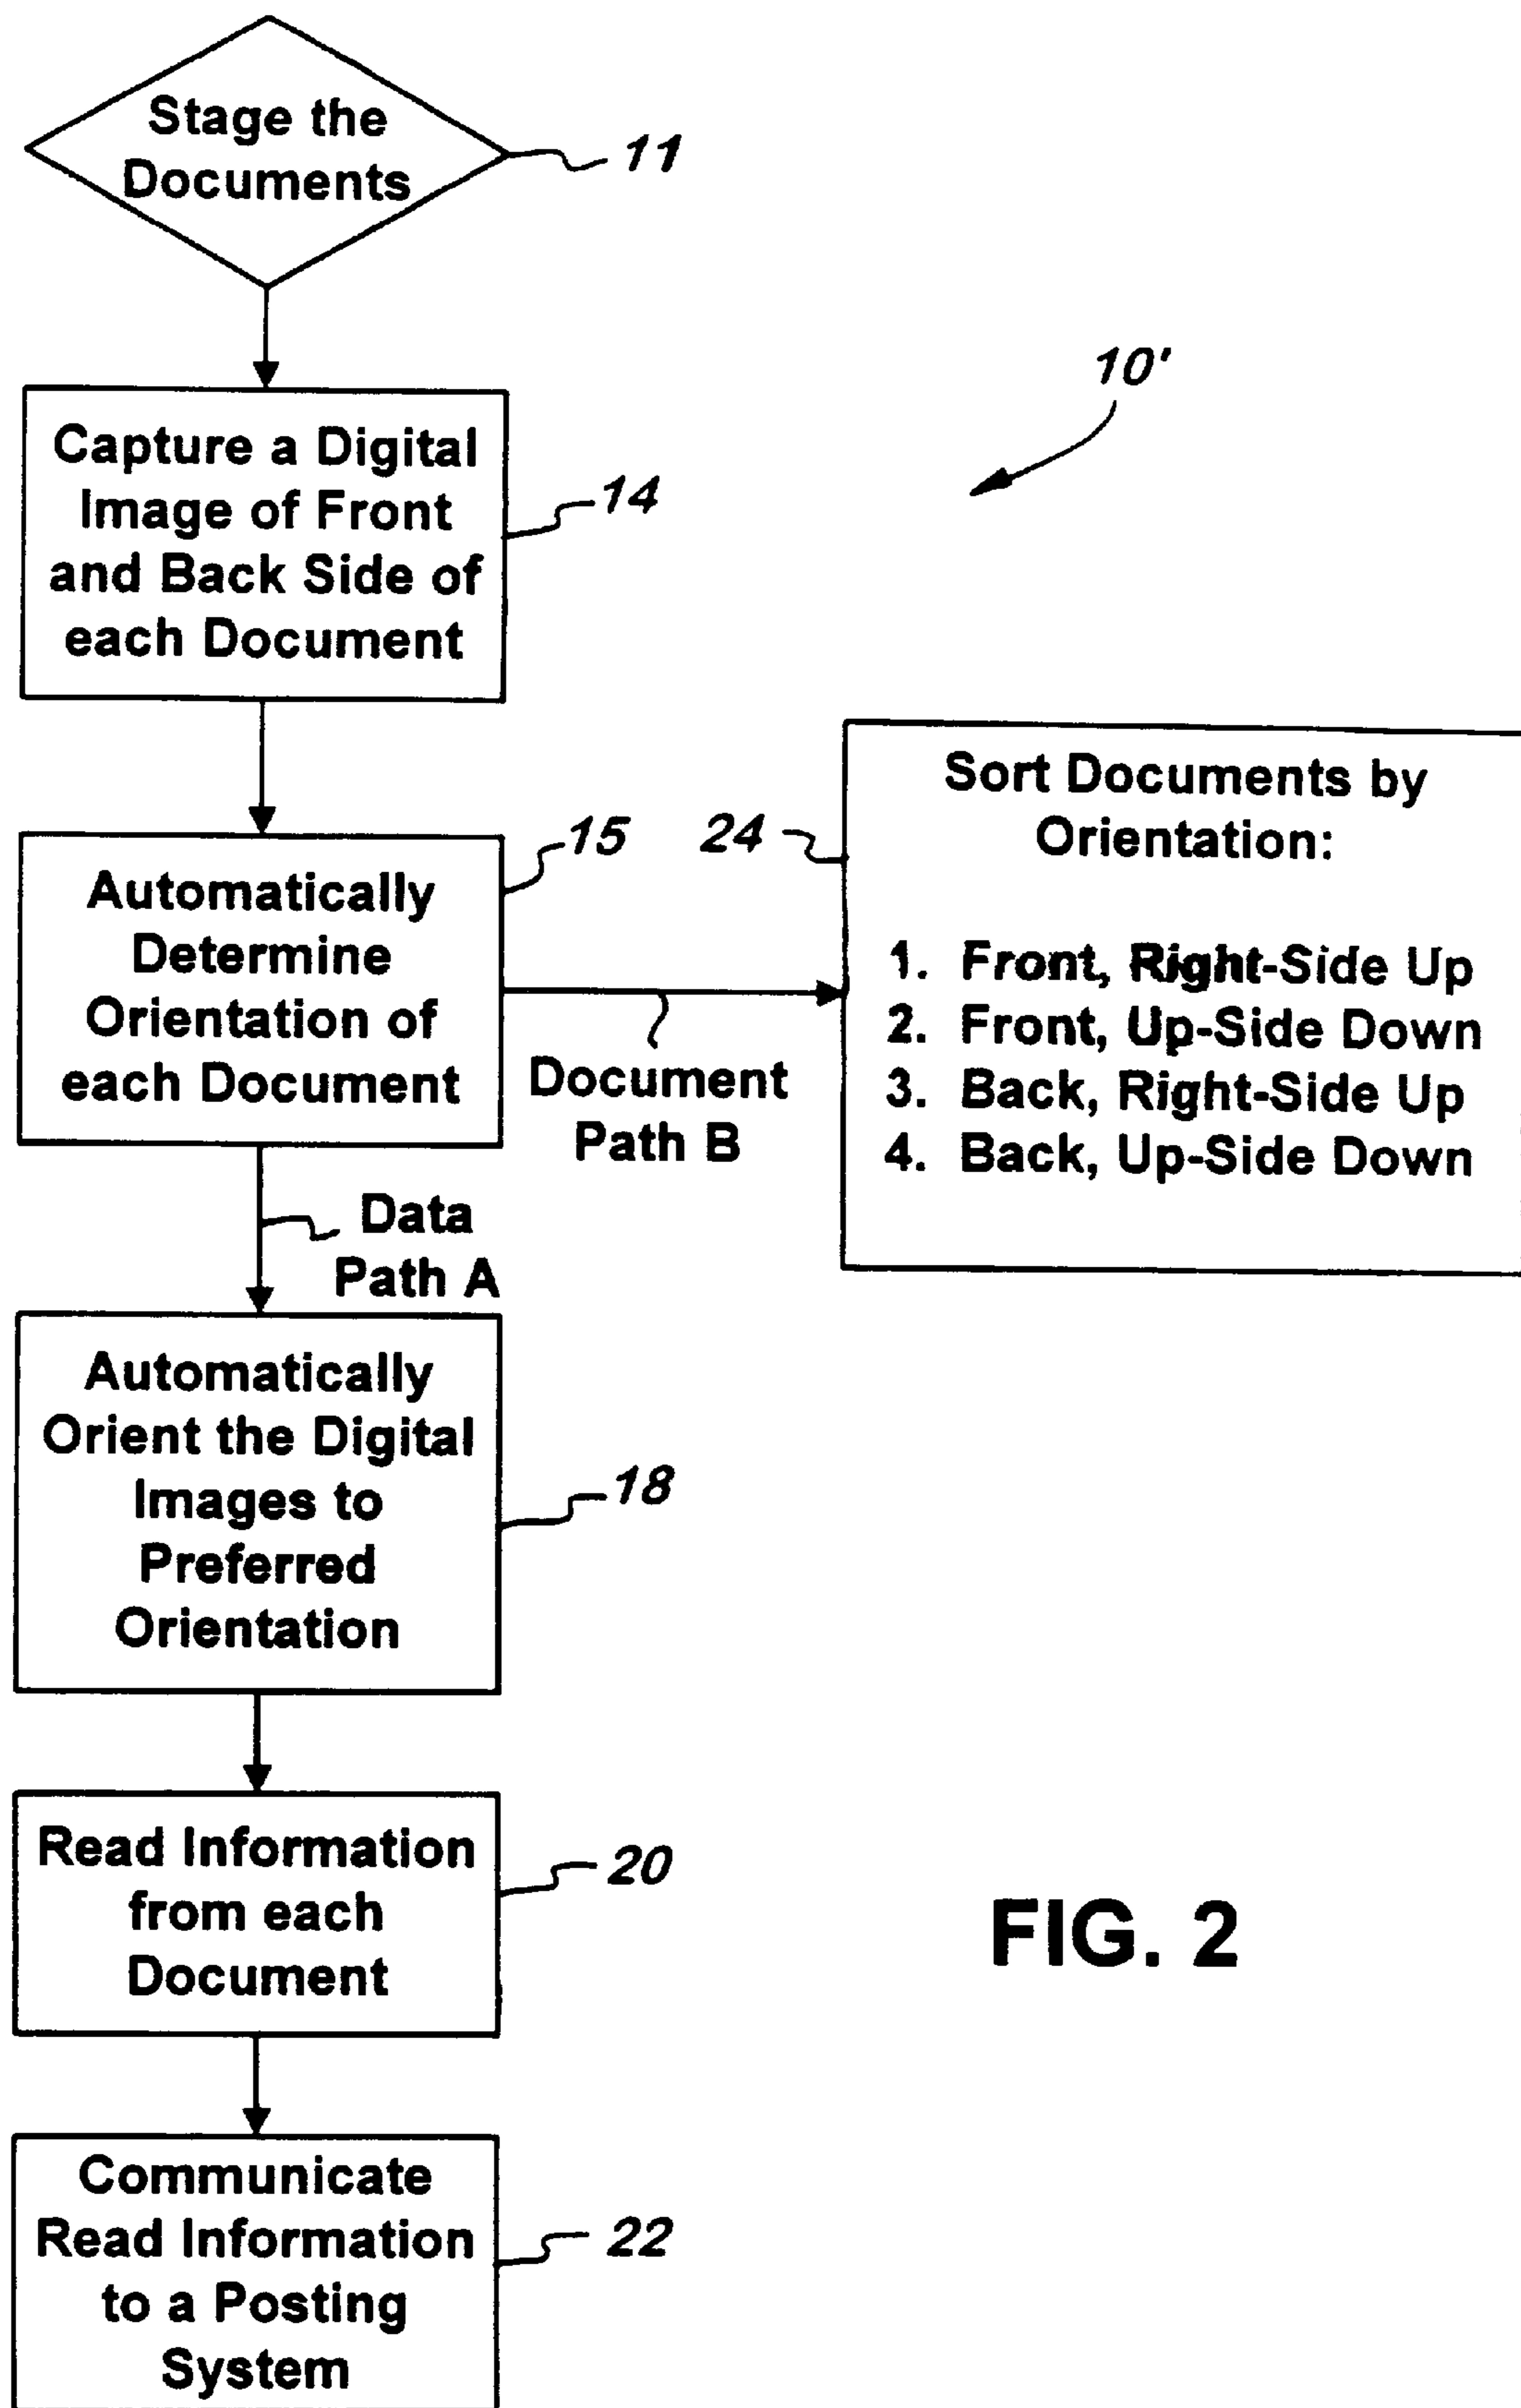 Stage the
Documents
11
Capture a Digital
Image of Front
and Back Side of
each Document
14
10'
Automatically
Determine
Orientation of
each Document
15
Document
Path B
24
Sort Documents by
Orientation:
1. Front, Right-Side Up
2. Front, Up-Side Down
3. Back, Right-Side Up
4. Back, Up-Side Down
Data
Path A
Automatically
Orient the Digital
Images to
Preferred
Orientation
18
Read Information
from each
Document
20
Communicate
Read Information
to a Posting
System
22
FIG. 2